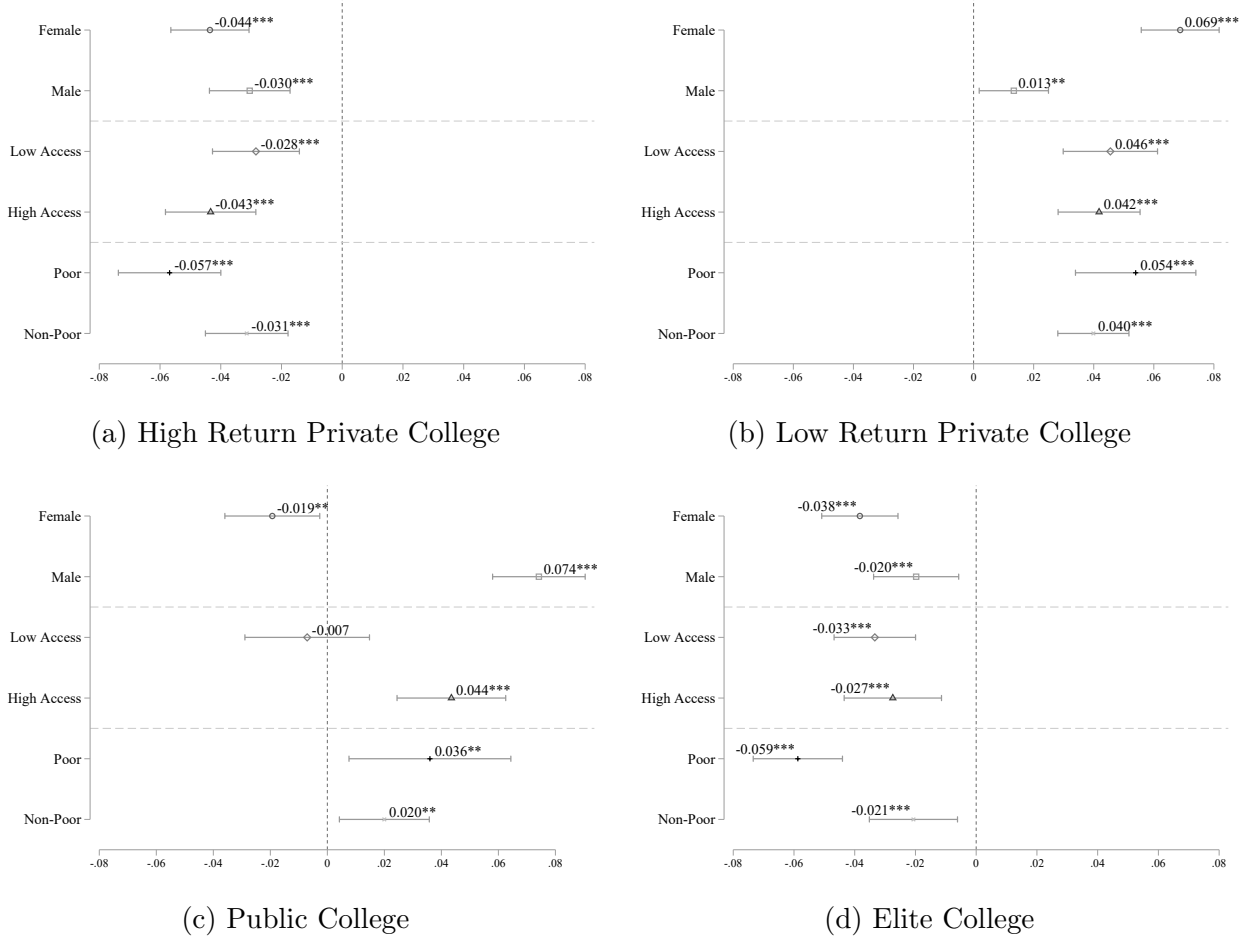 Female -0.044***
Male -0.030***
Low Access -0.028***
High Access -0.043***
Poor -0.057***
Non-Poor -0.031***
-.08 -.06 -.04 -.02 0 .02 .04 .06 .08
(a) High Return Private College
Female 0.069***
Male 0.013**
Low Access 0.046***
High Access 0.042***
Poor 0.054***
Non-Poor 0.040***
-.08 -.06 -.04 -.02 0 .02 .04 .06 .08
(b) Low Return Private College
Female -0.019**
Male 0.074***
Low Access -0.007
High Access 0.044***
Poor 0.036**
Non-Poor 0.020**
-.08 -.06 -.04 -.02 0 .02 .04 .06 .08
(c) Public College
Female -0.038***
Male -0.020***
Low Access -0.033***
High Access -0.027***
Poor -0.059***
Non-Poor -0.021***
-.08 -.06 -.04 -.02 0 .02 .04 .06 .08
(d) Elite College